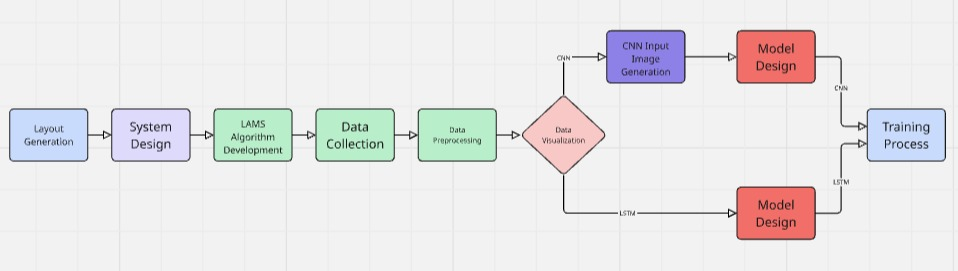 Layout
Generation
System
Design
LAMS
Algorithm
Development
Data
Collection
Data
Preprocessing
Data
Visualization
CNN
CNN Input
Image
Generation
Model
Design
CNN
LSTM
Model
Design
LSTM
Training
Process